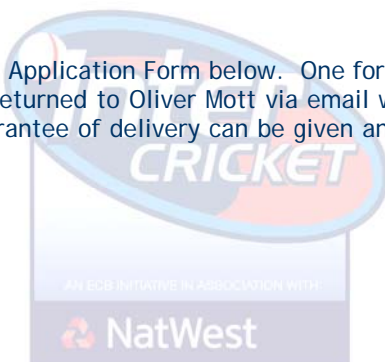 Application Form below. One for
eturned to Oliver Mott via email w
rantee of delivery can be given an
Inter
CRICKET
AN ECB INITIATIVE IN ASSOCIATION WITH:
NatWest